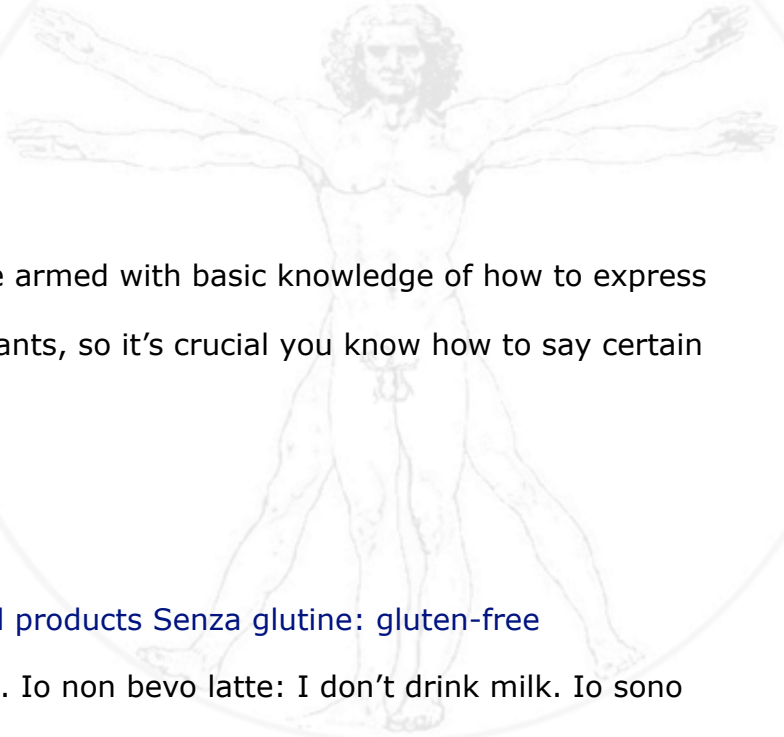 armed with basic knowledge of how to express
so it’s crucial you know how to say certain
products Senza glutine: gluten-free
. Io non bevo latte: I don’t drink milk. Io sono